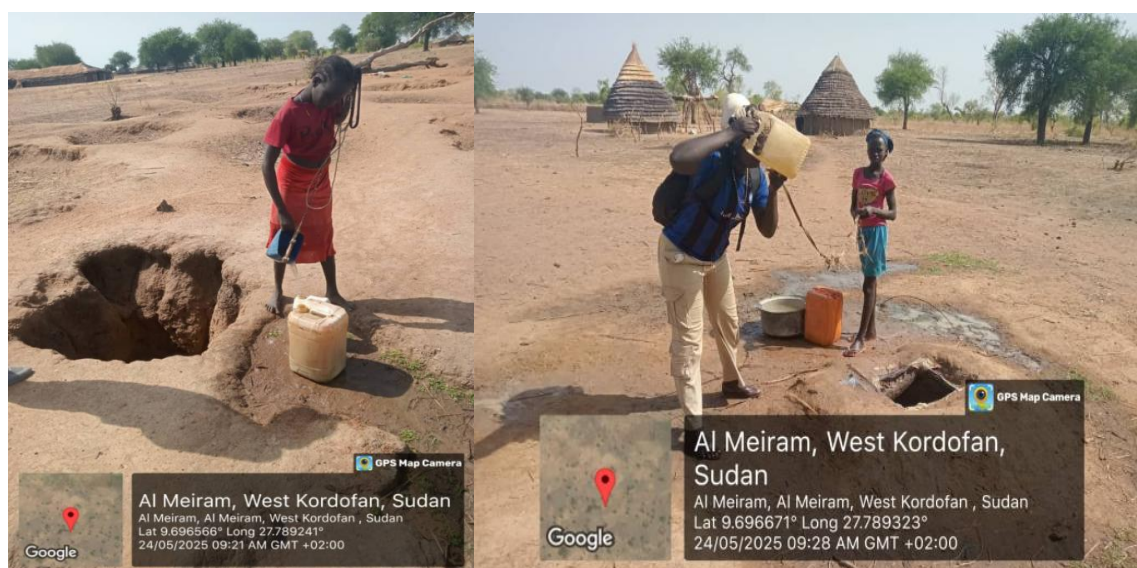 GPS Map Camera
Al Meiram, West Kordofan, Sudan
Al Meiram, Al Meiram, West Kordofan , Sudan
Lat 9.696566° Long 27.789241°
24/05/2025 09:21 AM GMT +02:00
Google
GPS Map Camera
Al Meiram, West Kordofan,
Sudan
Al Meiram, Al Meiram, West Kordofan , Sudan
Lat 9.696671° Long 27.789323°
24/05/2025 09:28 AM GMT +02:00
Google